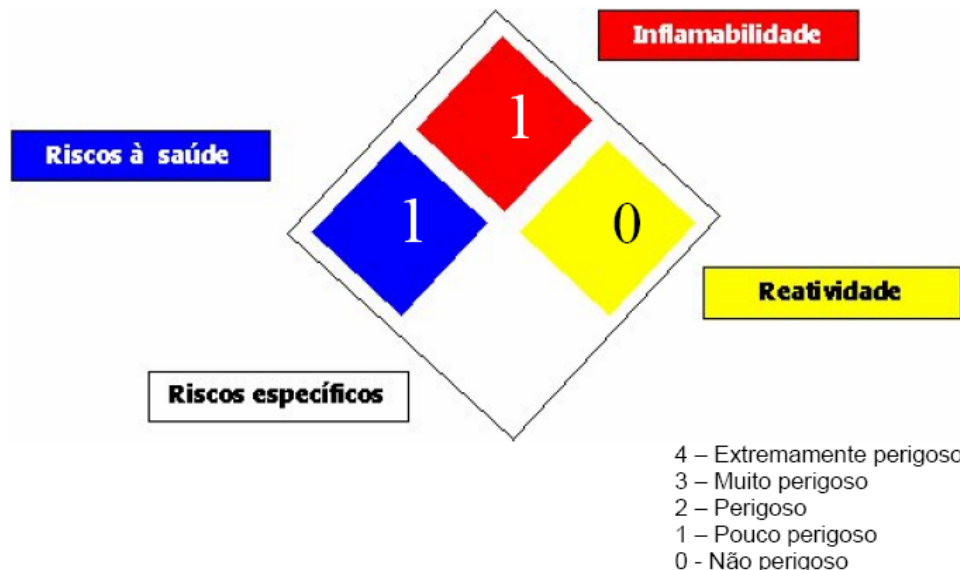 Inflamabilidade
1
Riscos à saúde
1
0
Reatividade
Riscos específicos
4 – Extremamente perigoso
3 – Muito perigoso
2 – Perigoso
1 – Pouco perigoso
0 - Não perigoso